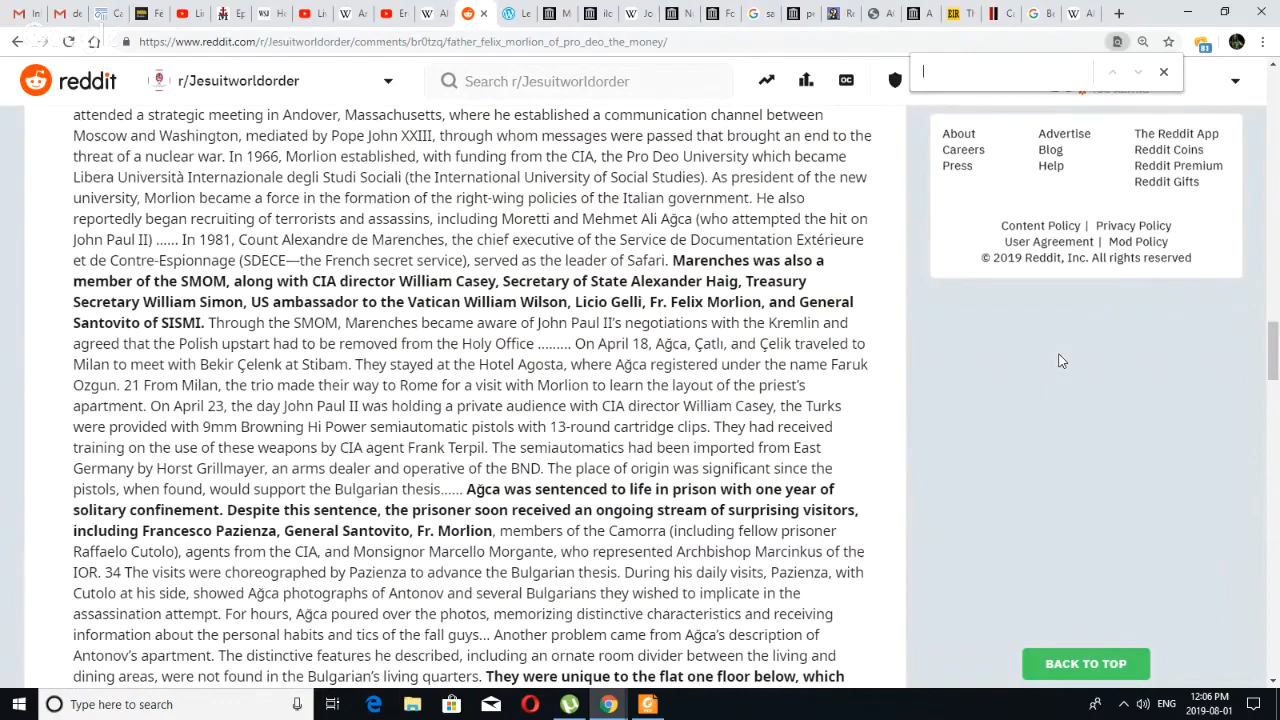 In
In
Fe
Li
Ep
We
Wa
Ep
W Al
Le
M
ilc
Jo
N
G sa
po
Re
Ac
A
EIR Th
Co
G Be
W Al
https://www.reddit.com/r/Jesuitworldorder/comments/br0tzq/father_felix_morlion_of_pro_deo_the_money/
81
reddit
r/Jesuitworldorder
Search r/Jesuitworldorder
OC
attended a strategic meeting in Andover, Massachusetts, where he established a communication channel between
Moscow and Washington, mediated by Pope John XXIII, through whom messages were passed that brought an end to the
threat of a nuclear war. In 1966, Morlion established, with funding from the CIA, the Pro Deo University which became
Libera Università Internazionale degli Studi Sociali (the International University of Social Studies). As president of the new
university, Morlion became a force in the formation of the right-wing policies of the Italian government. He also
reportedly began recruiting of terrorists and assassins, including Moretti and Mehmet Ali Ağca (who attempted the hit on
John Paul II) ...... In 1981, Count Alexandre de Marenches, the chief executive of the Service de Documentation Extérieure
et de Contre-Espionnage (SDECE—the French secret service), served as the leader of Safari. Marenches was also a
member of the SMOM, along with CIA director William Casey, Secretary of State Alexander Haig, Treasury
Secretary William Simon, US ambassador to the Vatican William Wilson, Licio Gelli, Fr. Felix Morlion, and General
Santovito of SISMI. Through the SMOM, Marenches became aware of John Paul II's negotiations with the Kremlin and
agreed that the Polish upstart had to be removed from the Holy Office ......... On April 18, Ağca, Çatlı, and Çelik traveled to
Milan to meet with Bekir Çelenk at Stibam. They stayed at the Hotel Agosta, where Ağca registered under the name Faruk
Ozgun. 21 From Milan, the trio made their way to Rome for a visit with Morlion to learn the layout of the priest's
apartment. On April 23, the day John Paul II was holding a private audience with CIA director William Casey, the Turks
were provided with 9mm Browning Hi Power semiautomatic pistols with 13-round cartridge clips. They had received
training on the use of these weapons by CIA agent Frank Terpil. The semiautomatics had been imported from East
Germany by Horst Grillmayer, an arms dealer and operative of the BND. The place of origin was significant since the
pistols, when found, would support the Bulgarian thesis...... Ağca was sentenced to life in prison with one year of
solitary confinement. Despite this sentence, the prisoner soon received an ongoing stream of surprising visitors,
including Francesco Pazienza, General Santovito, Fr. Morlion, members of the Camorra (including fellow prisoner
Raffaelo Cutolo), agents from the CIA, and Monsignor Marcello Morgante, who represented Archbishop Marcinkus of the
IOR. 34 The visits were choreographed by Pazienza to advance the Bulgarian thesis. During his daily visits, Pazienza, with
Cutolo at his side, showed Ağca photographs of Antonov and several Bulgarians they wished to implicate in the
assassination attempt. For hours, Ağca poured over the photos, memorizing distinctive characteristics and receiving
information about the personal habits and tics of the fall guys... Another problem came from Ağca's description of
Antonov's apartment. The distinctive features he described, including an ornate room divider between the living and
dining areas, were not found in the Bulgarian's living quarters. They were unique to the flat one floor below, which
About
Advertise
The Reddit App
Careers
Blog
Reddit Coins
Press
Help
Reddit Premium
Reddit Gifts
Content Policy | Privacy Policy |
User Agreement | Mod Policy
© 2019 Reddit, Inc. All rights reserved
BACK TO TOP
Type here to search
ENG
12:06 PM
2019-08-01